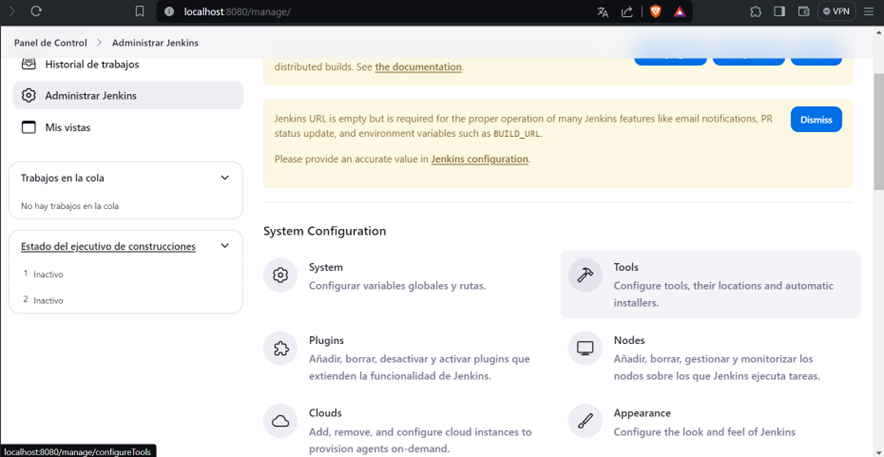 localhost:8080/manage/
VPN
Panel de Control > Administrar Jenkins
Historial de trabajos
Administrar Jenkins
Mis vistas
Trabajos en la cola
No hay trabajos en la cola
Estado del ejecutivo de construcciones
1 Inactivo
2 Inactivo
distributed builds. See the documentation.
Jenkins URL is empty but is required for the proper operation of many Jenkins features like email notifications, PR
status update, and environment variables such as BUILD_URL.
Please provide an accurate value in Jenkins configuration.
Dismiss
System Configuration
System
Configurar variables globales y rutas.
Tools
Configure tools, their locations and automatic
installers.
Plugins
Añadir, borrar, desactivar y activar plugins que
extienden la funcionalidad de Jenkins.
Nodes
Añadir, borrar, gestionar y monitorizar los
nodos sobre los que Jenkins ejecuta tareas.
Clouds
Add, remove, and configure cloud instances to
provision agents on-demand.
Appearance
Configure the look and feel of Jenkins
localhost:8080/manage/configureTools